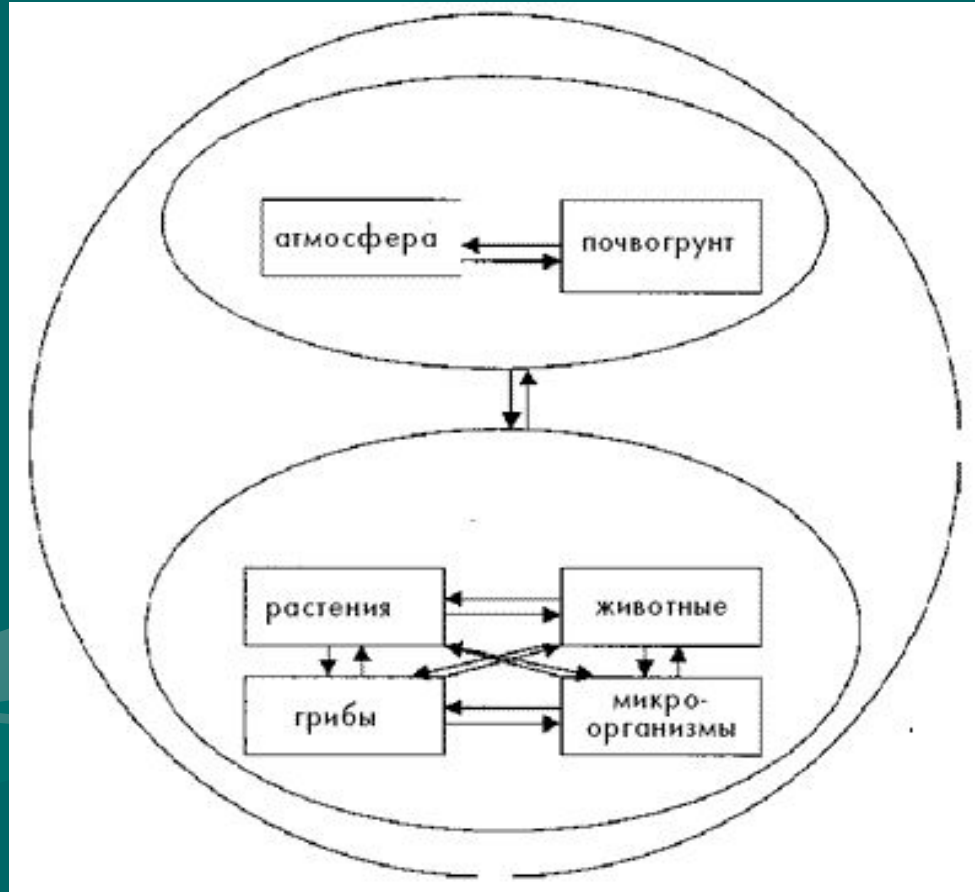 атмосфера
почвогрунт
растения
животные
грибы
микро-
организмы